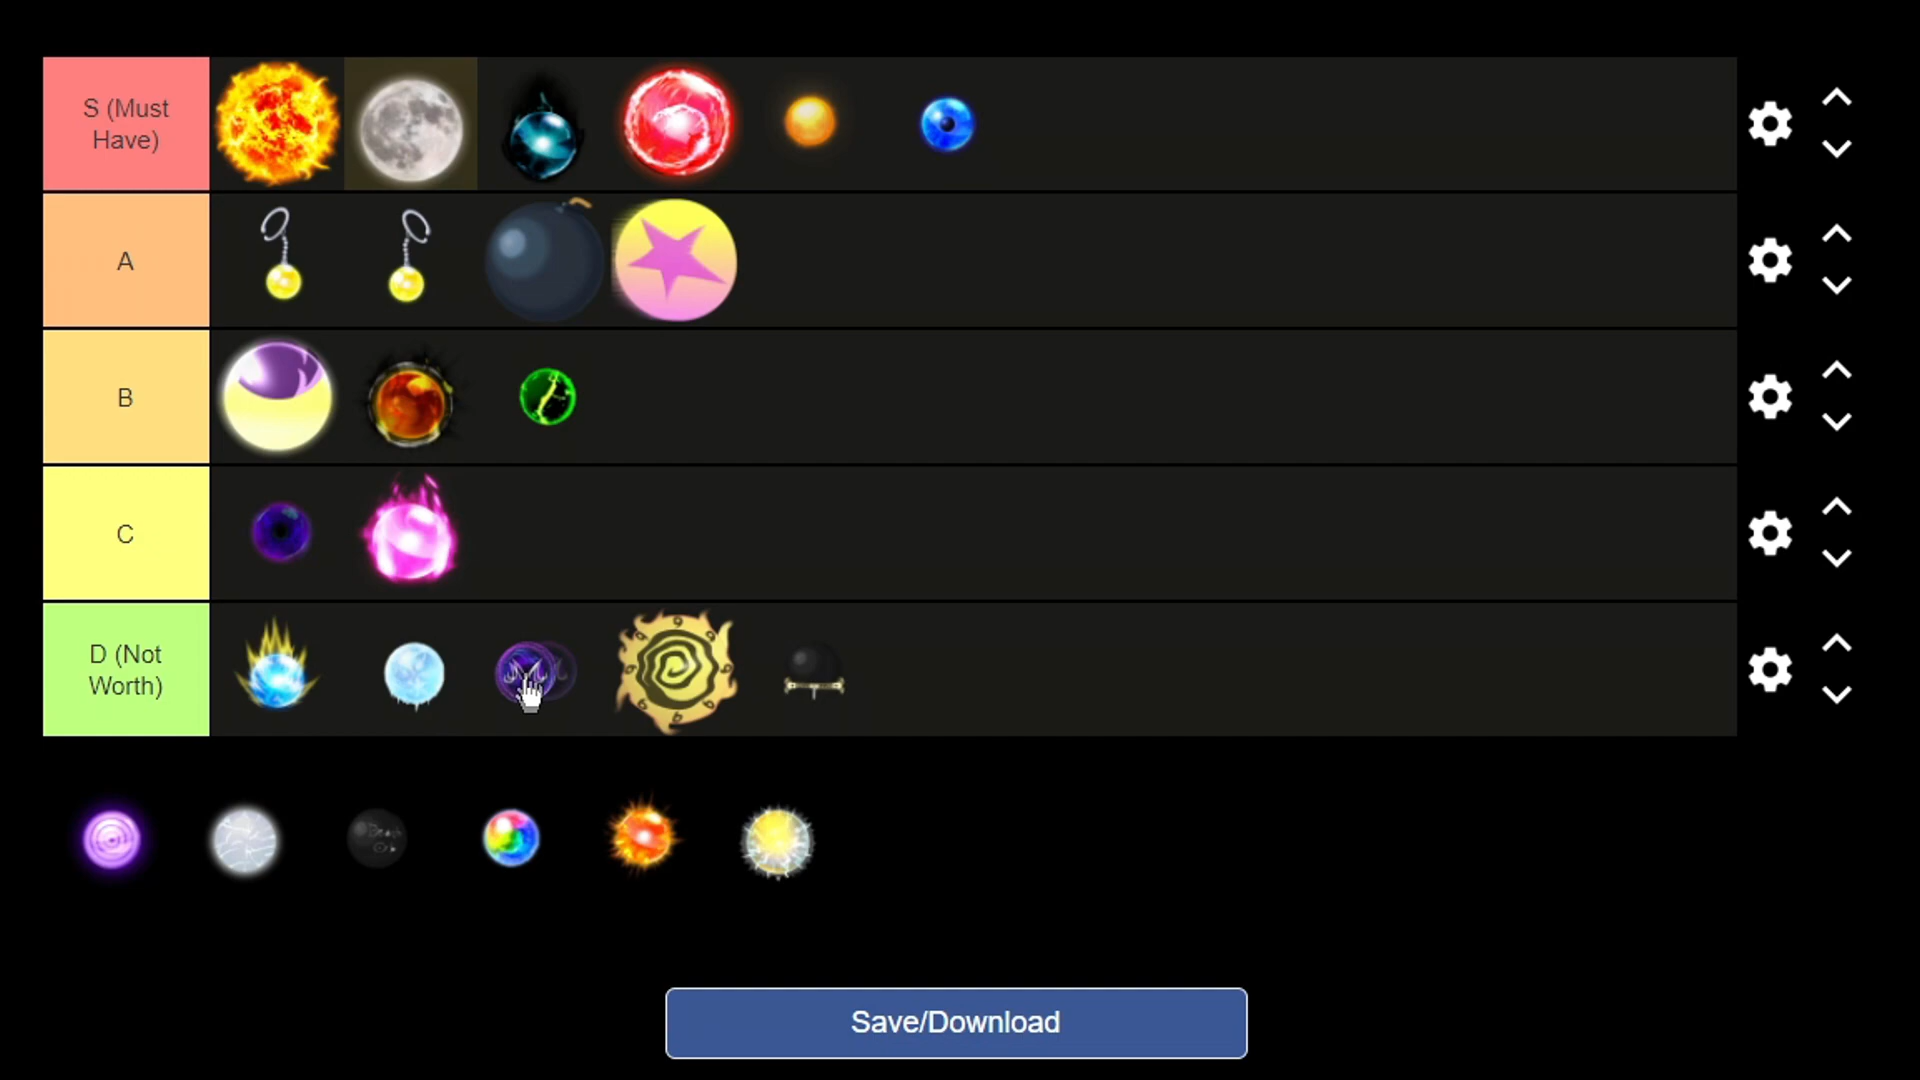 S (Must
Have)
A
B
C
D (Not
Worth)
Save/Download